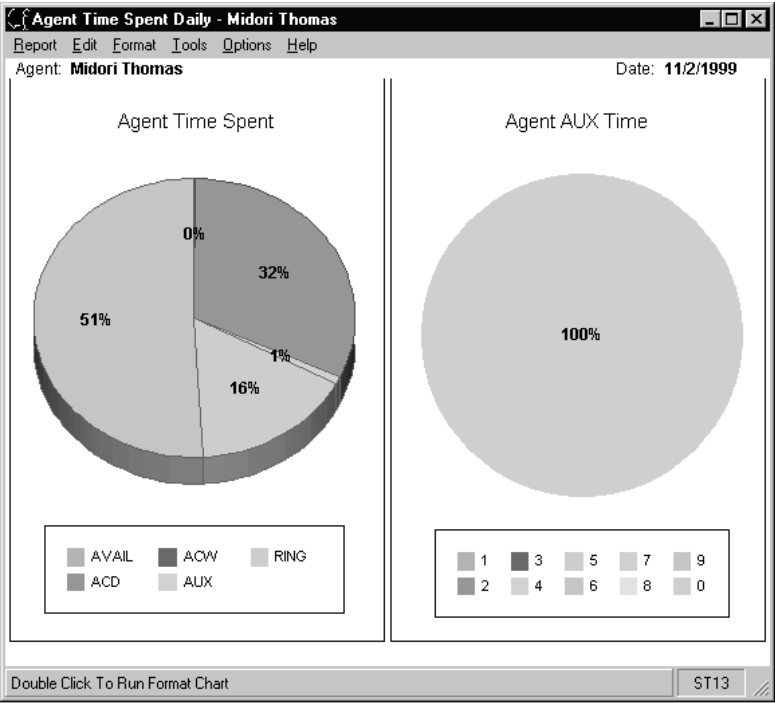 Agent Time Spent Daily - Midori Thomas
Report Edit Format Tools Options Help
Agent: Midori Thomas
Date: 11/2/1999
Agent Time Spent
0%
32%
51%
1%
16%
AVAIL ACW RING
ACD AUX
Agent AUX Time
100%
1 3 5 7 9
2 4 6 8 0
Double Click To Run Format Chart
ST13